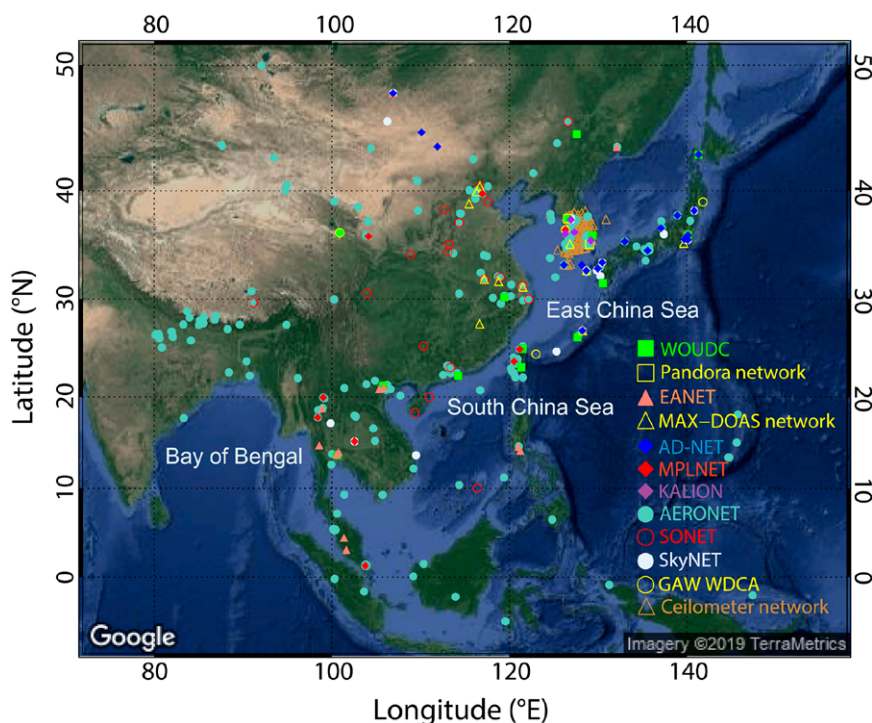 80 100 120 140
50 50
40 40
30 30
East China Sea
WOUDC
Pandora network
20 20
EANET
South China Sea
MAX-DOAS network
Bay of Bengal
AD-NET
MPLNET
10 10
KALION
AERONET
SONET
SkyNET
0 0
GAW WDCA
Ceilometer network
Google
Imagery ©2019 TerraMetrics
80 100 120 140
Latitude (°N)
Longitude (°E)